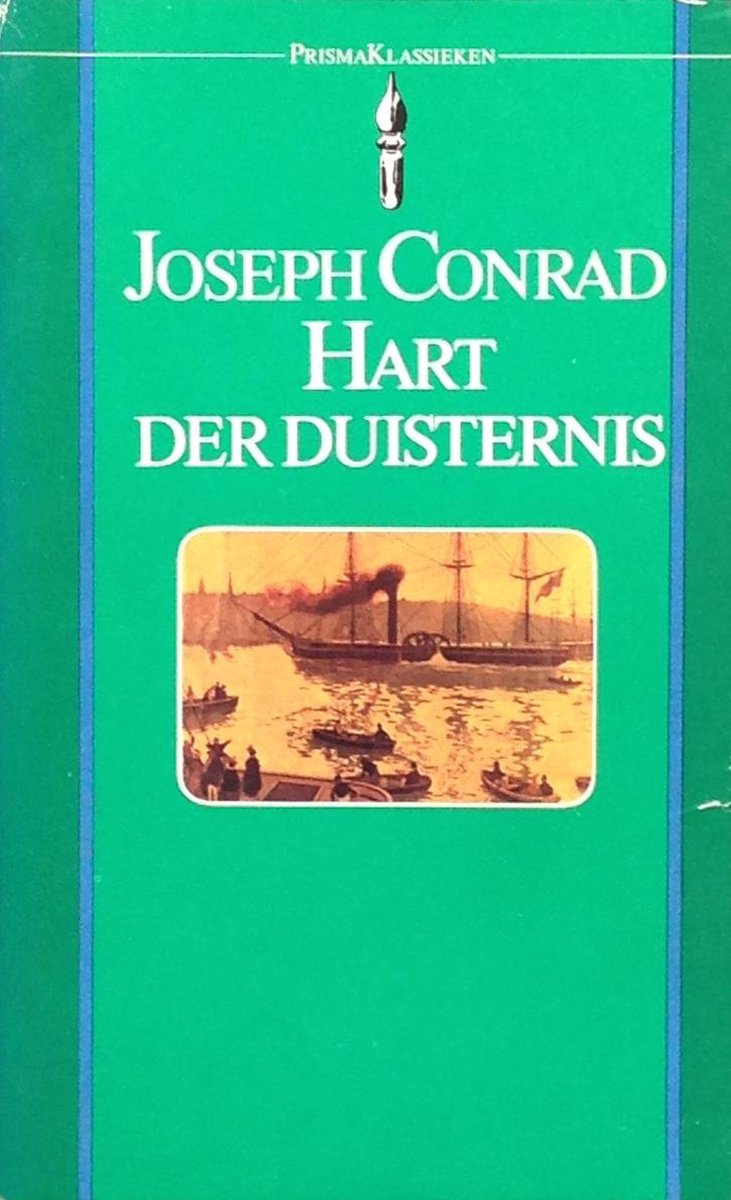 PRISMAKLASSIEKEN
JOSEPH CONRAD
HART
DER DUISTERNIS